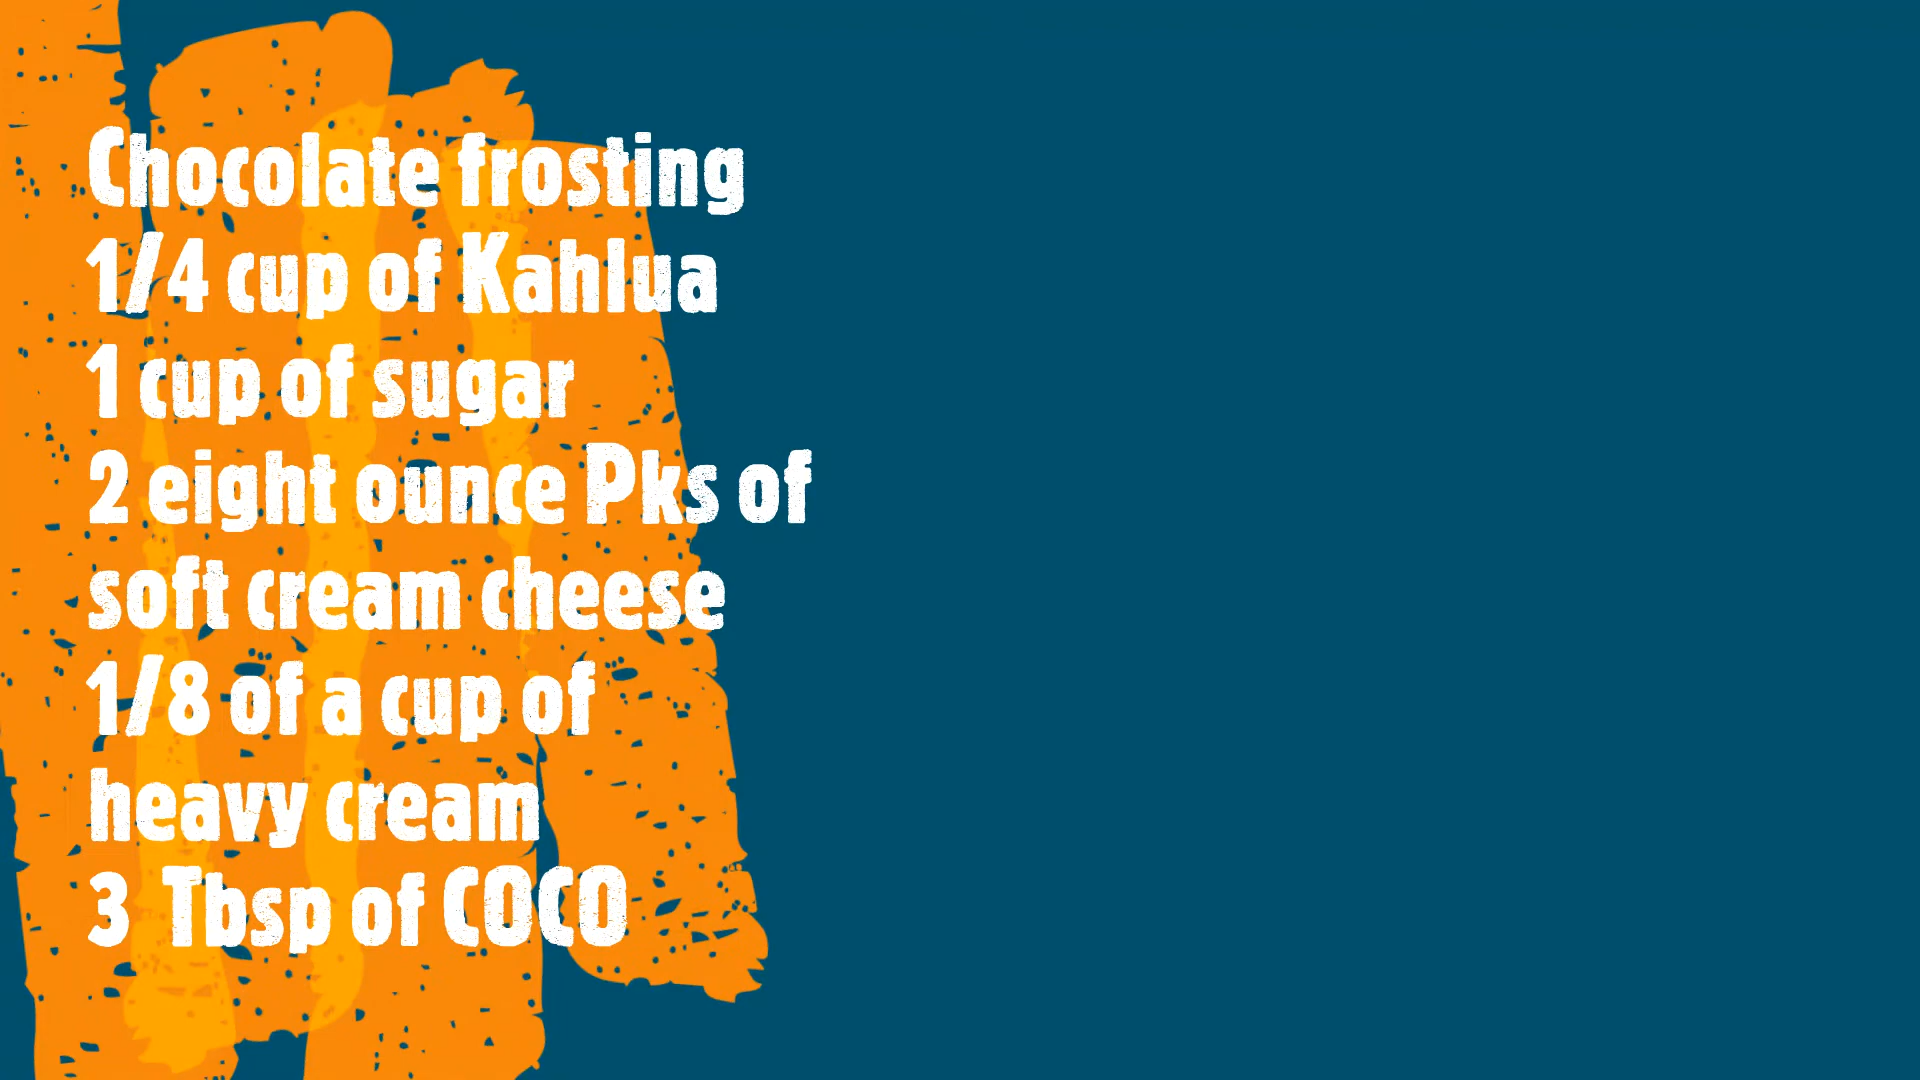 Chocolate frosting
1/4 cup of Kahlua
1 cup of sugar
2 eight ounce Pks of
soft cream cheese
1/8 of a cup of
heavy cream
3 Tbsp of COCO